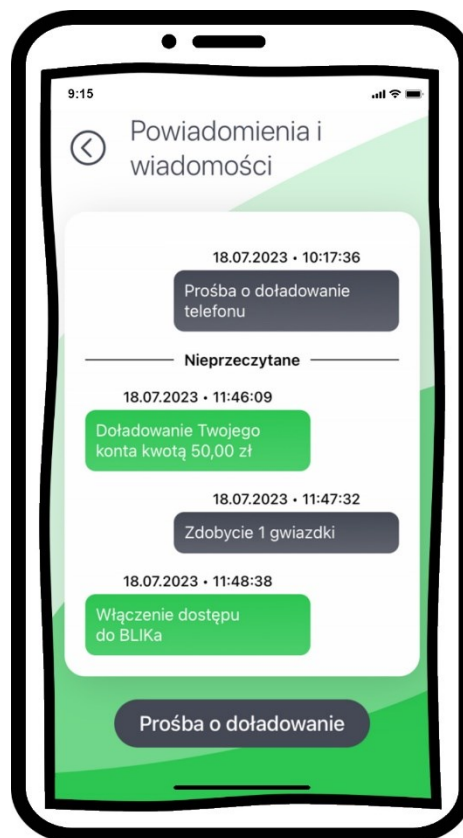 9:15
Powiadomienia i
wiadomości
18.07.2023 • 10:17:36
Prośba o doładowanie
telefonu
Nieprzeczytane
18.07.2023 • 11:46:09
Doładowanie Twojego
konta kwotą 50,00 zł
18.07.2023 • 11:47:32
Zdobycie 1 gwiazdki
18.07.2023 • 11:48:38
Włączenie dostępu
do BLIKa
Prośba o doładowanie